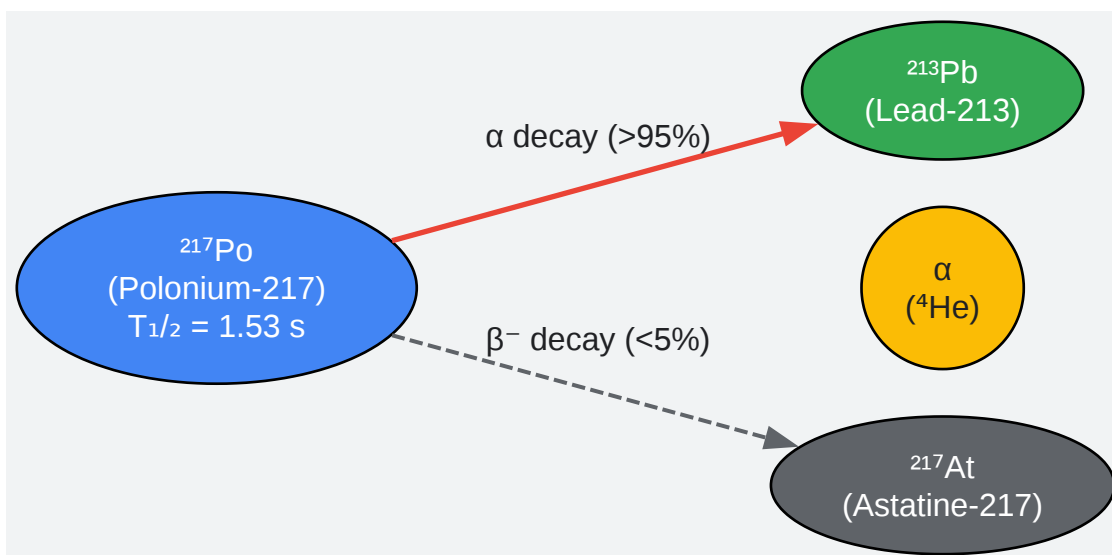 ²¹³Pb
(Lead-213)
α decay (>95%)
²¹⁷Po
(Polonium-217)
T₁/₂ = 1.53 s
α
(⁴He)
β⁻ decay (<5%)
²¹⁷At
(Astatine-217)